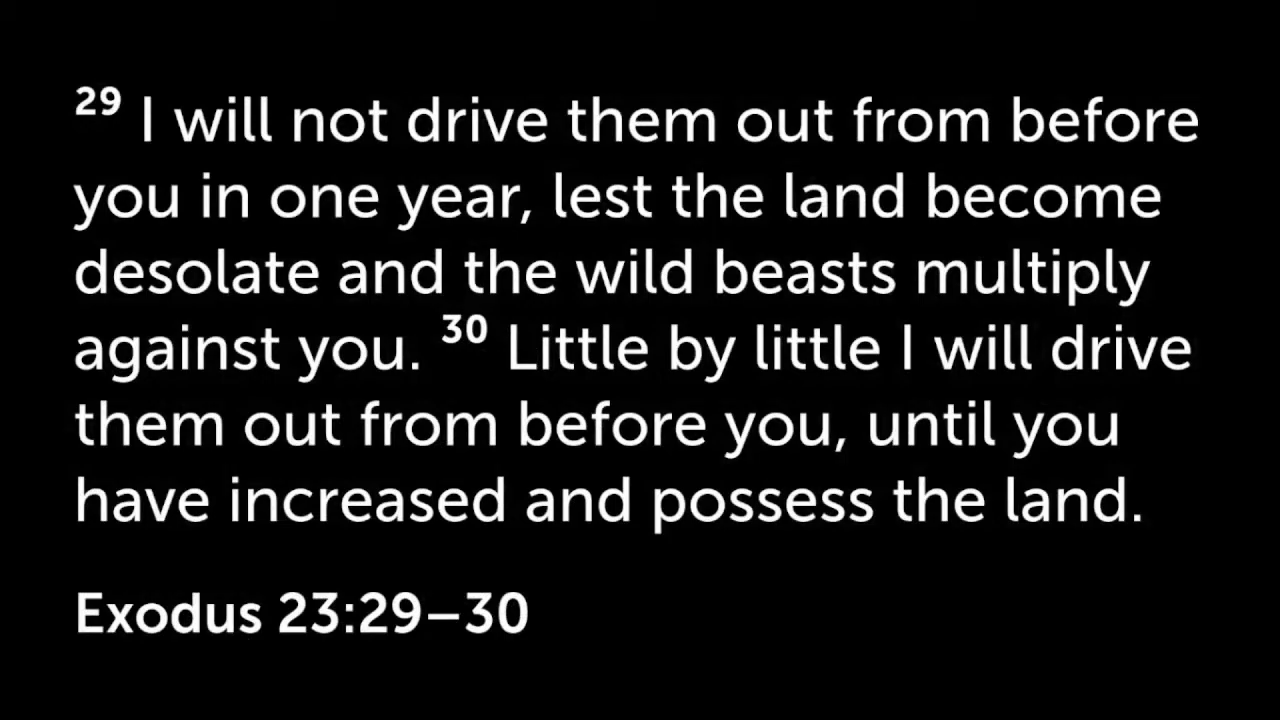 29 I will not drive them out from before
you in one year, lest the land become
desolate and the wild beasts multiply
against you. 30 Little by little I will drive
them out from before you, until you
have increased and possess the land.
Exodus 23:29–30